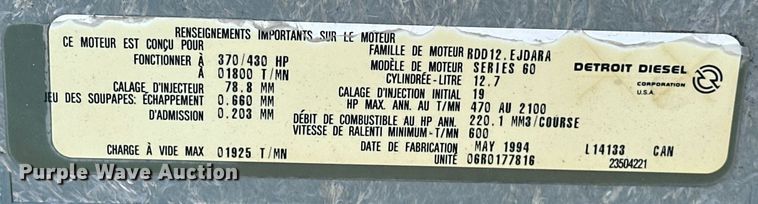 RENSEIGNEMENTS IMPORTANTS SUR LE MOTEUR
CE MOTEUR EST CONÇU POUR
FONCTIONNER À 370/430 HP
À 01800 T/MN
CALAGE D'INJECTEUR 78.8 MM
JEU DES SOUPAPES: ÉCHAPPEMENT 0.660 MM
D'ADMISSION 0.203 MM
CHARGE À VIDE MAX 01925 T/MN
FAMILLE DE MOTEUR RDD12.EJDARA
MODÈLE DE MOTEUR SERIES 60
CYLINDRÉE-LITRE 12.7
CALAGE D'INJECTION INITIAL 19
HP MAX. ANN. AU T/MN 470 AU 2100
DÉBIT DE COMBUSTIBLE AU HP ANN. 220.1 MM3/COURSE
VITESSE DE RALENTI MINIMUM-T/MN 600
DATE DE FABRICATION MAY 1994
UNITÉ 06R0177816
DETROIT DIESEL
CORPORATION
U.S.A.
L14133 CAN
23504221
Purple Wave Auction